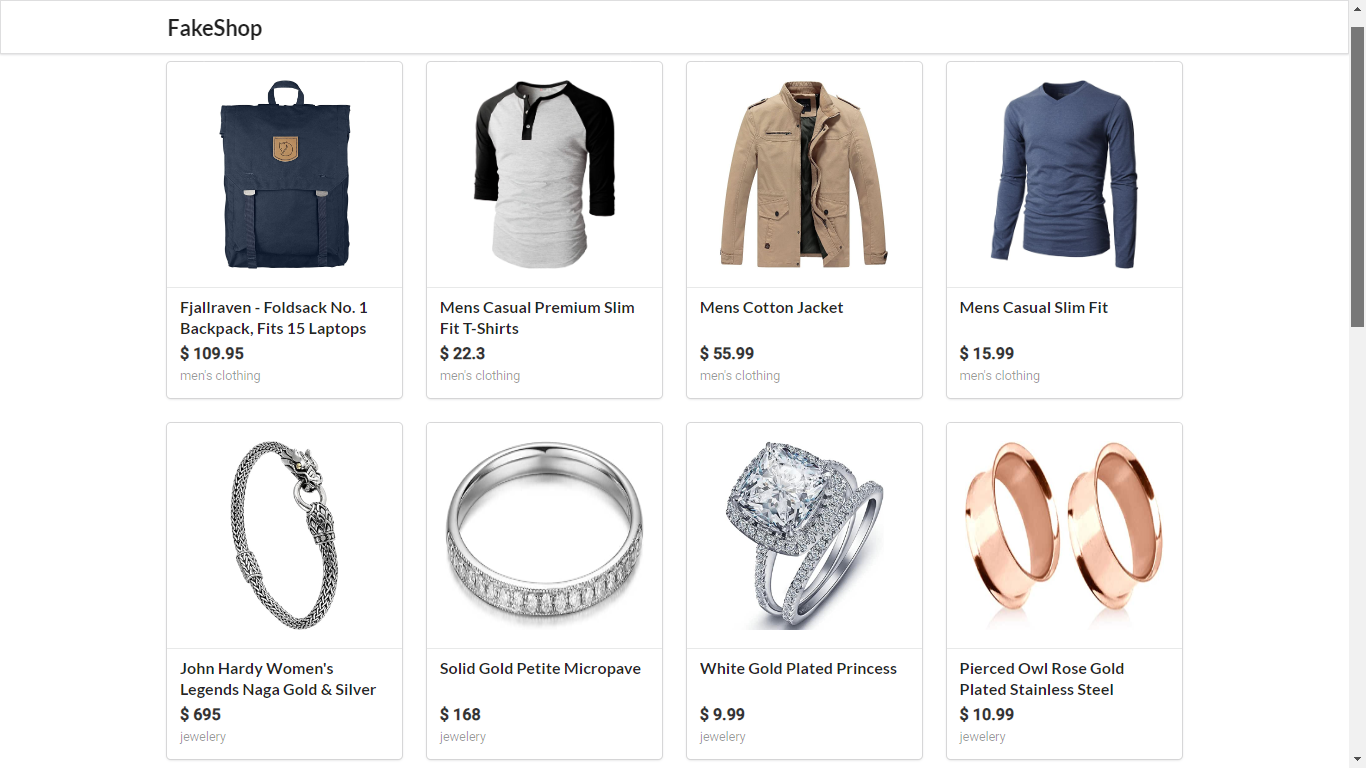 FakeShop
Fjallraven - Foldsack No. 1
Backpack, Fits 15 Laptops
$ 109.95
men's clothing
Mens Casual Premium Slim
Fit T-Shirts
$ 22.3
men's clothing
Mens Cotton Jacket
$ 55.99
men's clothing
Mens Casual Slim Fit
$ 15.99
men's clothing
John Hardy Women's
Legends Naga Gold & Silver
$ 695
jewelery
Solid Gold Petite Micropave
$ 168
jewelery
White Gold Plated Princess
$ 9.99
jewelery
Pierced Owl Rose Gold
Plated Stainless Steel
$ 10.99
jewelery